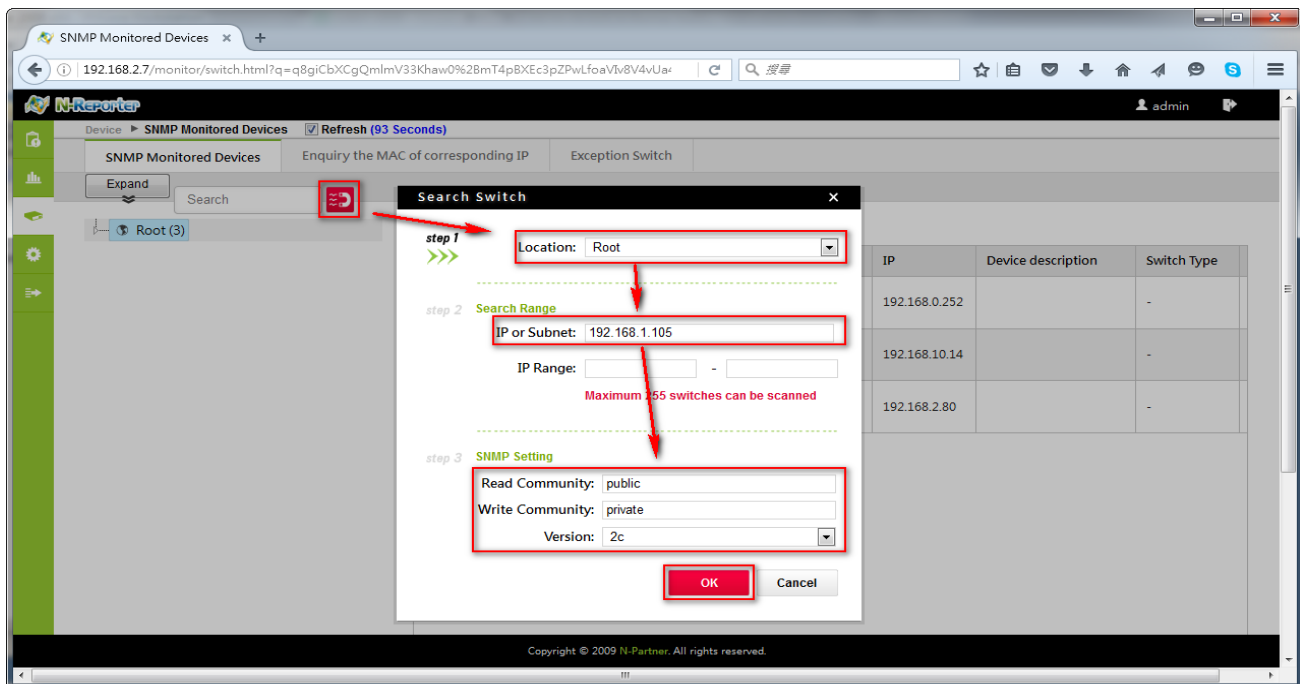 SNMP Monitored Devices × +
192.168.2.7/monitor/switch.html?q=q8giCbXCgQmlmV33Khaw0%2BmT4pBXEc3pZPwLfoaVIv8V4vUa
搜尋
N-Reporter
admin
Device ▶ SNMP Monitored Devices Refresh (93 Seconds)
SNMP Monitored Devices Enquiry the MAC of corresponding IP Exception Switch
Expand
Search
Root (3)
Search Switch ×
step 1
Location: Root
step 2 Search Range
IP or Subnet: 192.168.1.105
IP Range: -
Maximum 255 switches can be scanned
step 3 SNMP Setting
Read Community: public
Write Community: private
Version: 2c
OK Cancel
IP Device description Switch Type
192.168.0.252 -
192.168.10.14 -
192.168.2.80 -
Copyright © 2009 N-Partner. All rights reserved.